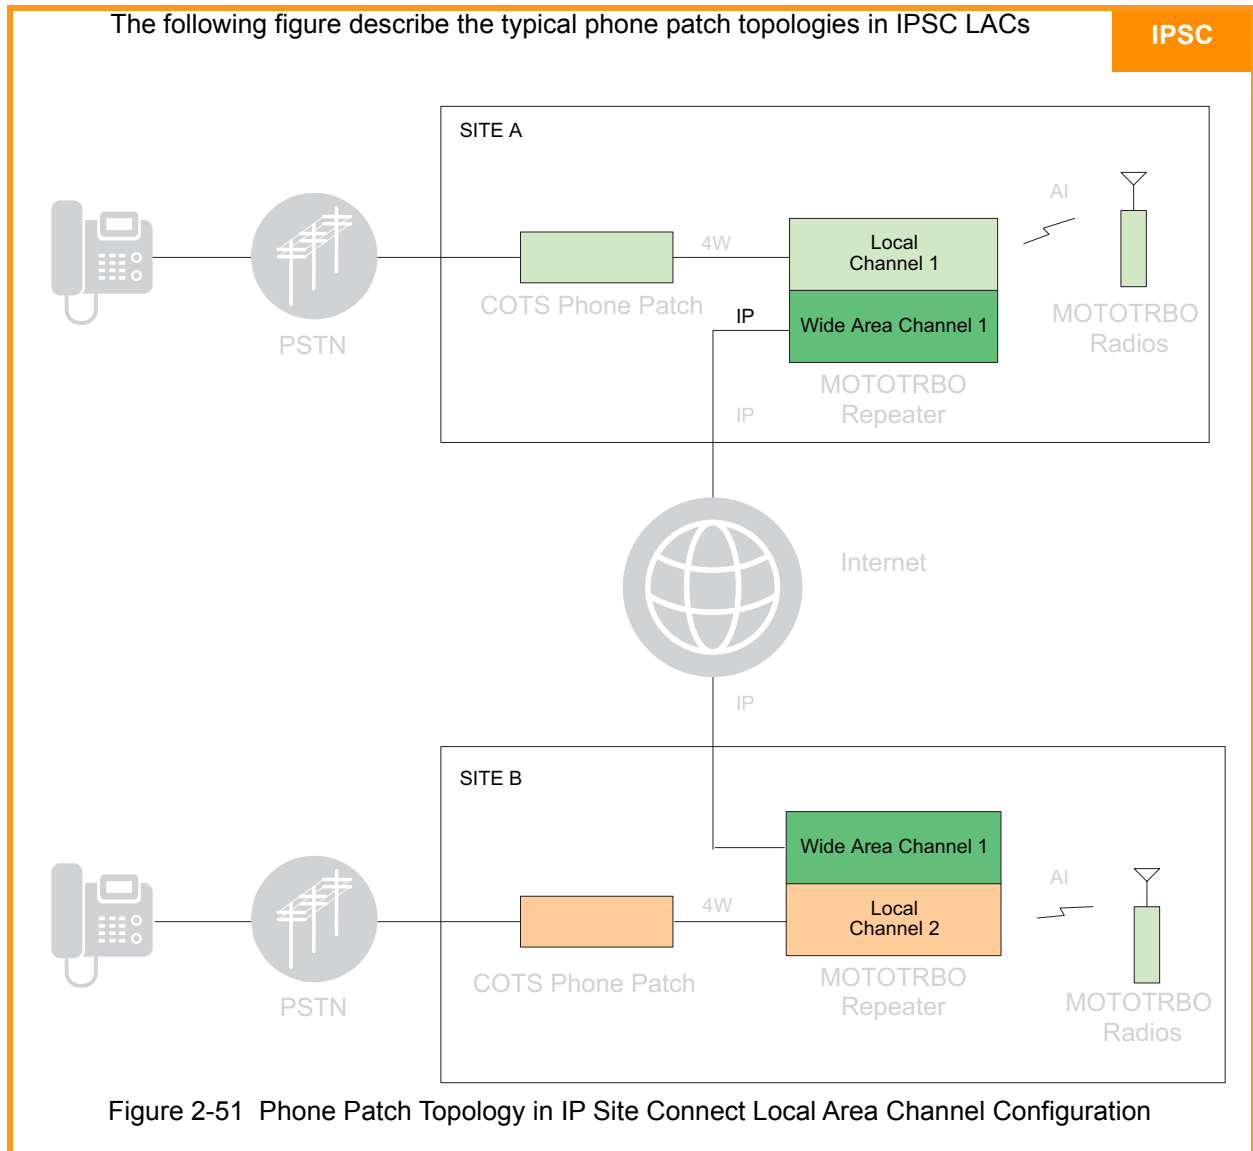 The following figure describe the typical phone patch topologies in IPSC LACs
IPSC
SITE A
AI
4W
Local
Channel 1
COTS Phone Patch
IP
Wide Area Channel 1
MOTOTRBO
Radios
PSTN
MOTOTRBO
Repeater
IP
Internet
IP
SITE B
Wide Area Channel 1
AI
4W
Local
Channel 2
COTS Phone Patch
MOTOTRBO
Repeater
PSTN
MOTOTRBO
Radios
Figure 2-51 Phone Patch Topology in IP Site Connect Local Area Channel Configuration